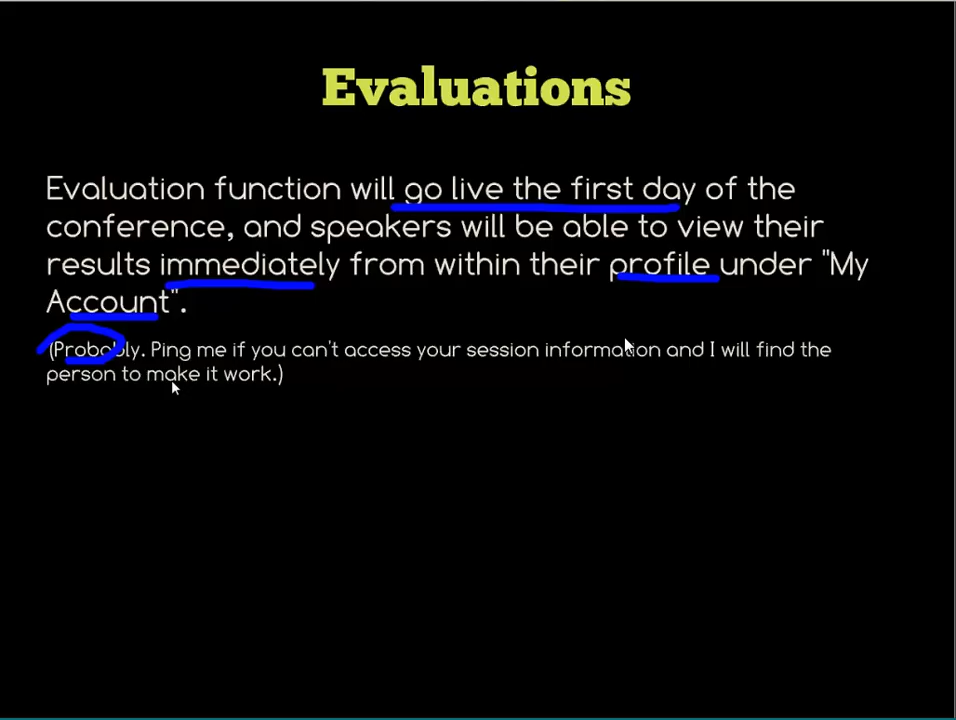 Evaluations
Evaluation function will go live the first day of the
conference, and speakers will be able to view their
results immediately from within their profile under "My
Account".
(Probably. Ping me if you can't access your session information and I will find the
person to make it work.)